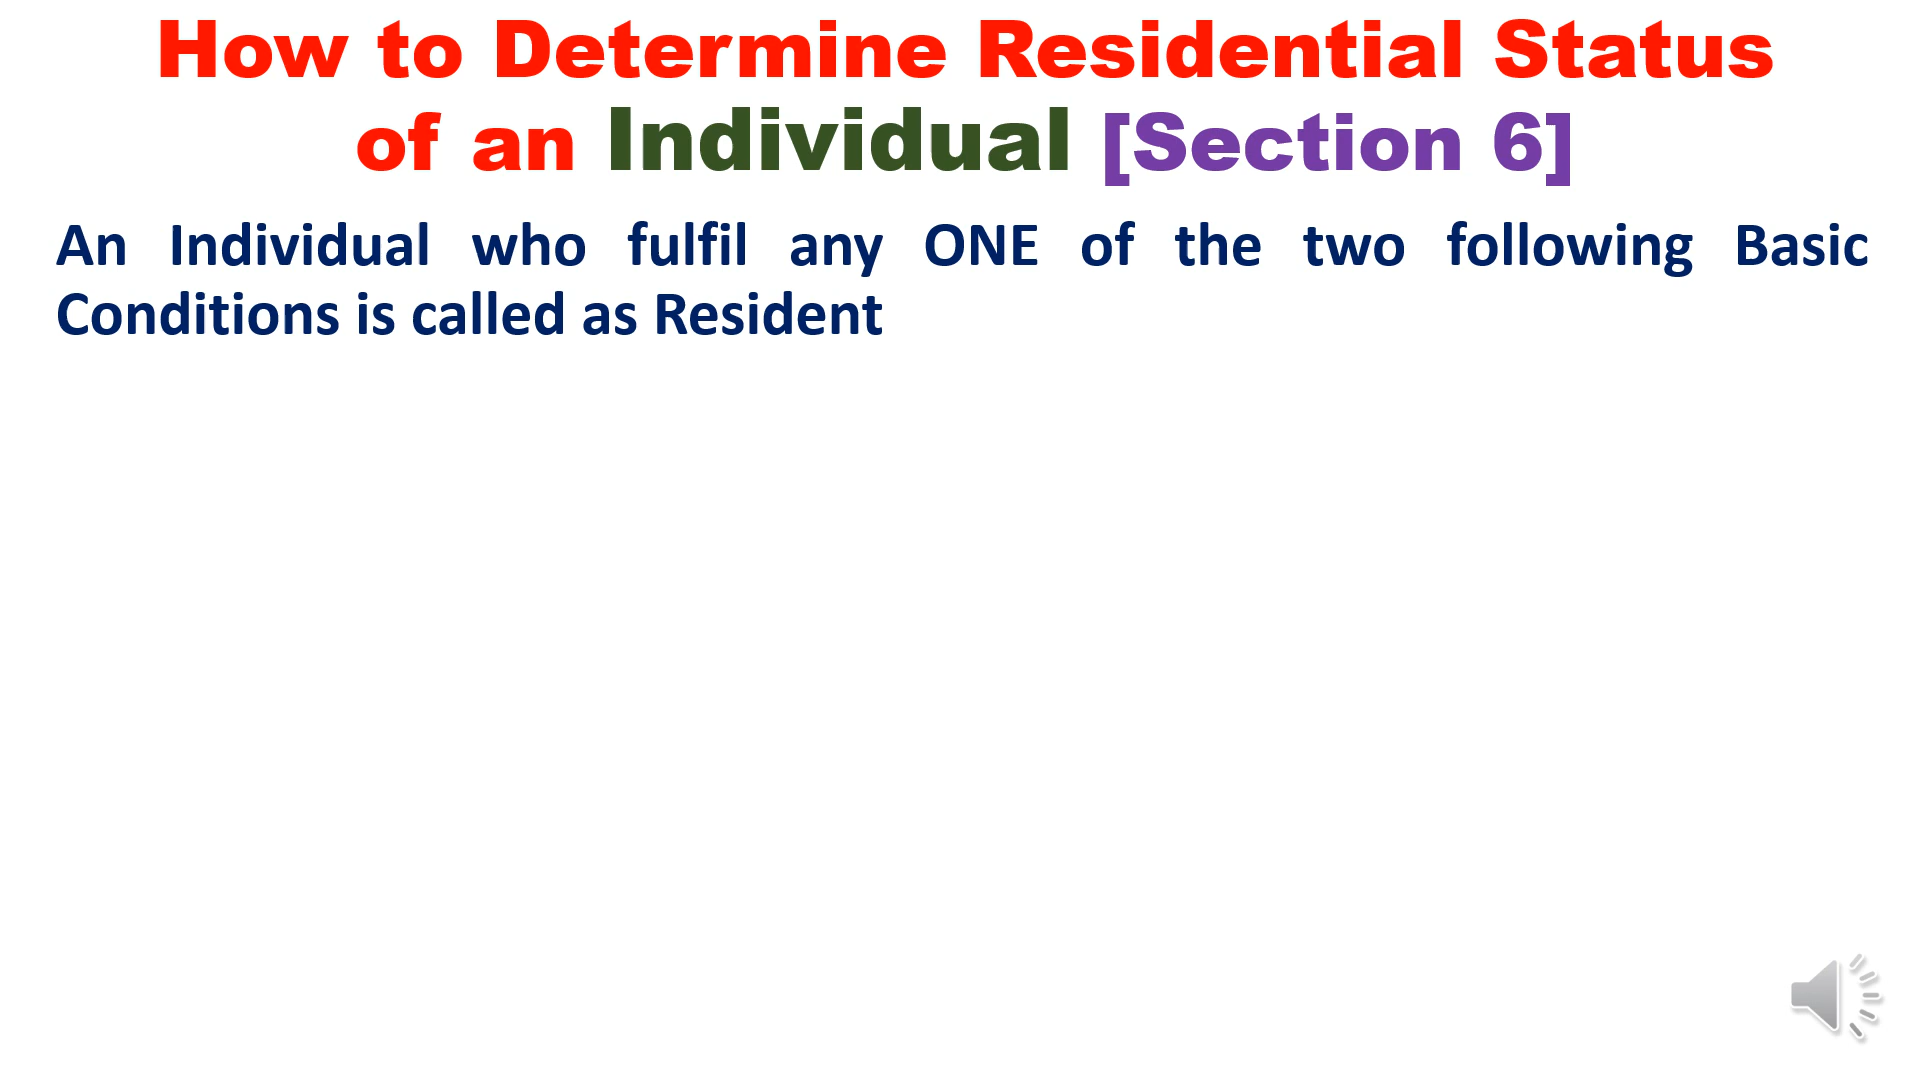 How to Determine Residential Status
of an Individual [Section 6]
An Individual who fulfil any ONE of the two following Basic
Conditions is called as Resident